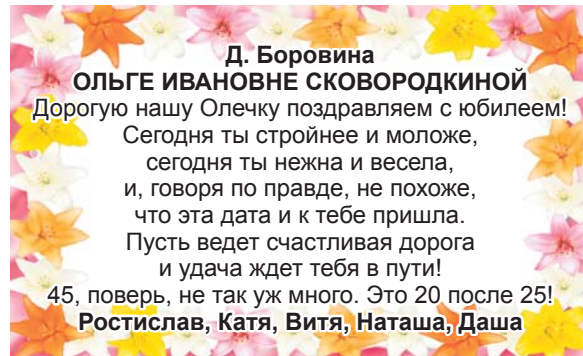 Д. Боровина
ОЛЬГЕ ИВАНОВНЕ СКОВОРОДКИНОЙ
Дорогую нашу Олечку поздравляем с юбилеем!
Сегодня ты стройнее и моложе,
сегодня ты нежна и весела,
и, говоря по правде, не похоже,
что эта дата и к тебе пришла.
Пусть ведет счастливая дорога
и удача ждет тебя в пути!
45, поверь, не так уж много. Это 20 после 25!
Ростислав, Катя, Витя, Наташа, Даша